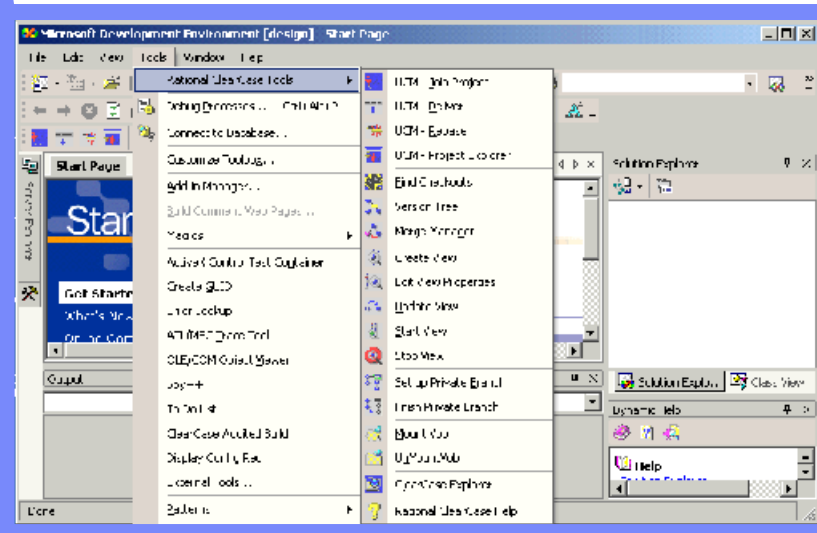 Microsoft Development Environment [design] Start Page
File Edit View Tools Window Help
Rational ClearCase Tools
Debug Processes... Ctrl+Alt+P
Connect to Database...
Customize Toolbox...
Add-in Manager...
Build Comment Web Pages...
Macros
ActiveX Control Test Container
Create GUID
Error Lookup
ATL/MFC Trace Tool
OLE/COM Object Viewer
Spy++
To Do List
ClearCase Audited Build
Display Config Rec
External Tools...
Patterns
UCM - Join Project
UCM - Deliver
UCM - Rebase
UCM - Project Explorer
Find Checkouts
Version Tree
Merge Manager
Create View
Edit View Properties
Update View
Start View
Stop View
Set up Private Branch
Finish Private Branch
Mount Vob
UnMount Vob
ClearCase Explorer
Rational ClearCase Help
Server Explorer
Start Page
Star
Get Starte
What's New
Online Com
Output
Solution Explorer
Solution Explo...
Class View
Dynamic Help
Help
Done